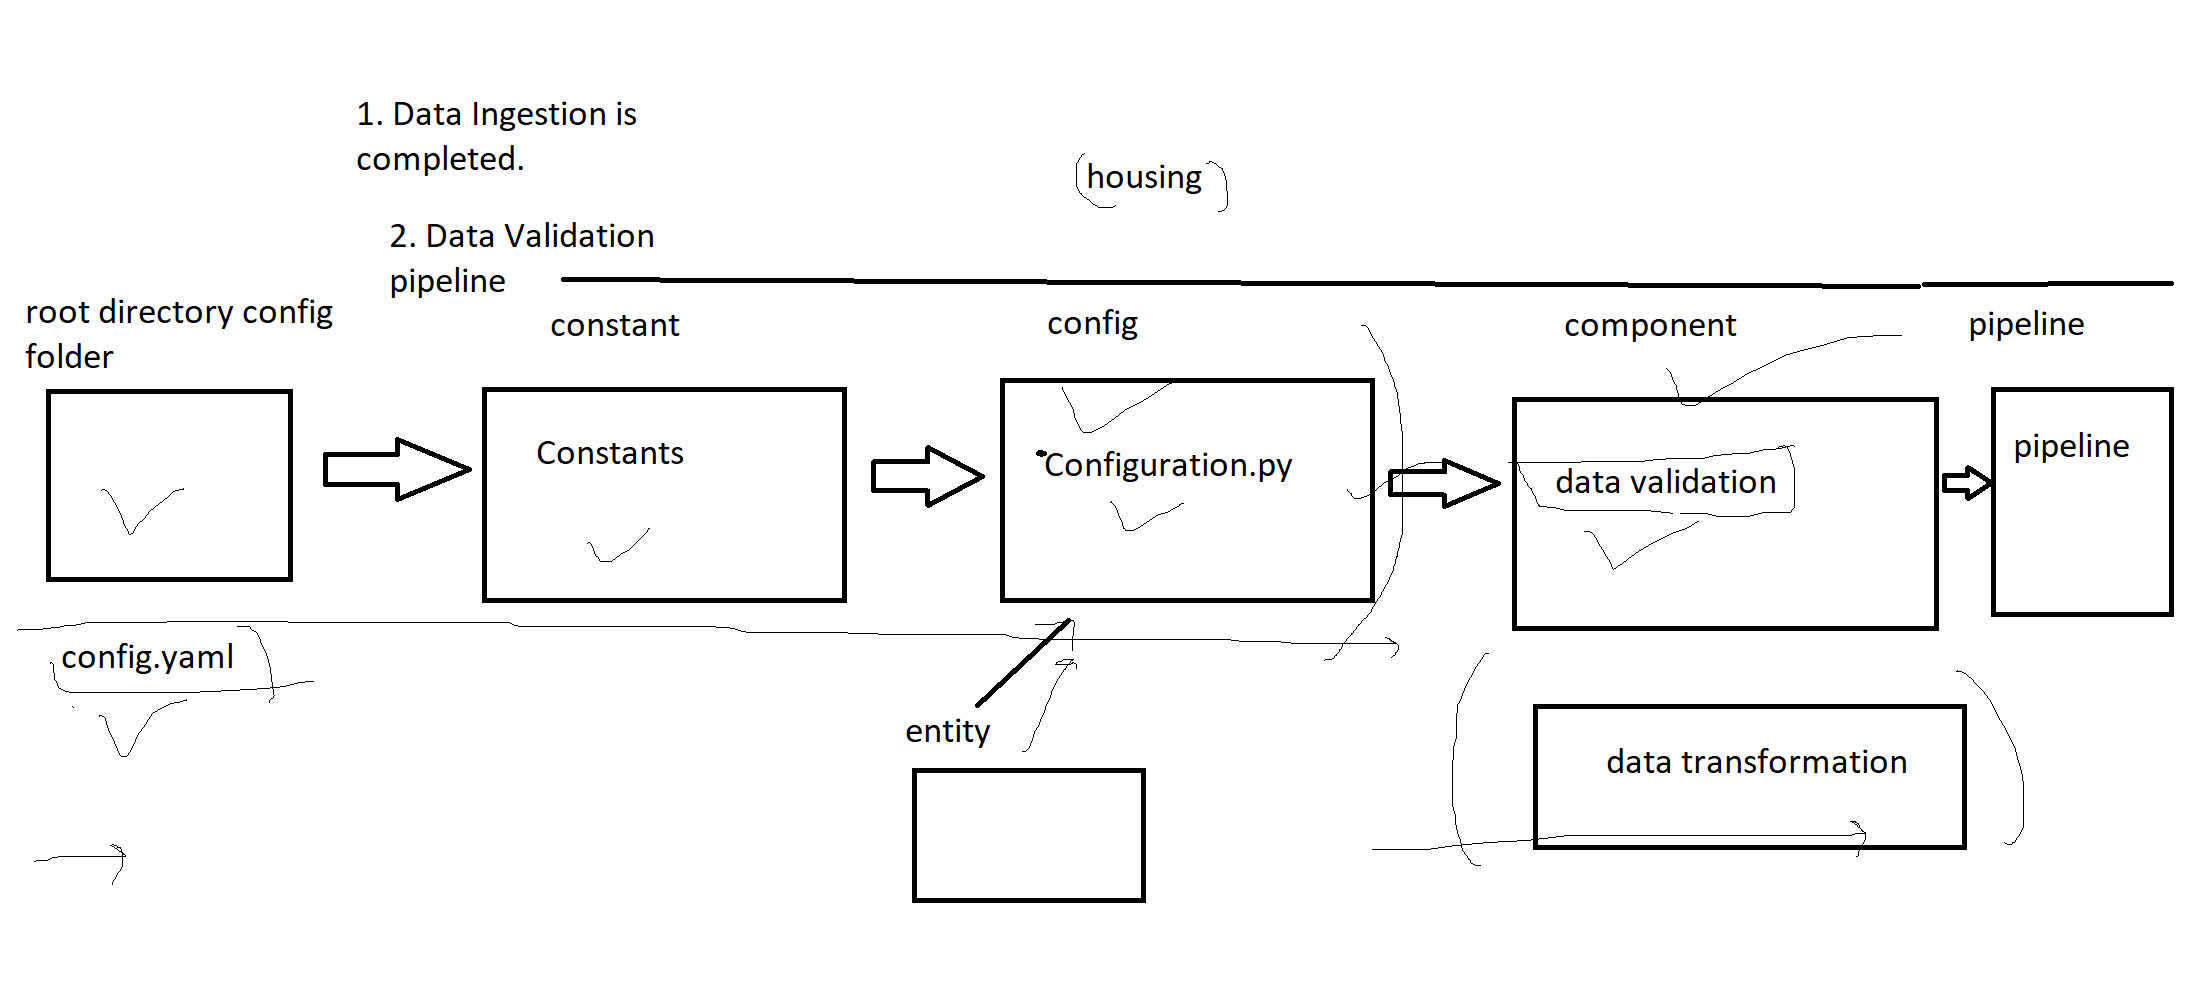 1. Data Ingestion is
completed.
(housing)
2. Data Validation
pipeline
root directory config
folder
constant
config
component
pipeline
Constants
Configuration.py
data validation
pipeline
config.yaml
entity
data transformation